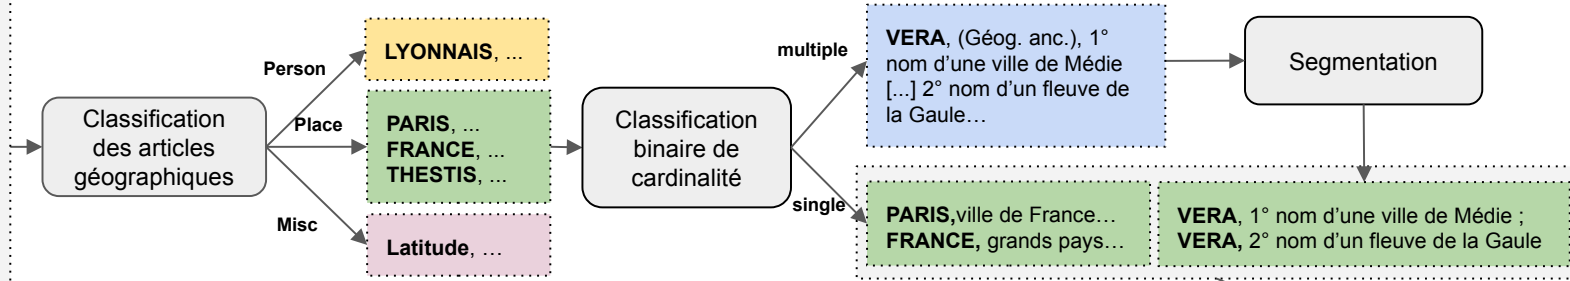 Classification
des articles
géographiques
Person
Place
Misc
LYONNAIS, ...
PARIS, ...
FRANCE, ...
THESTIS, ...
Latitude, …
Classification
binaire de
cardinalité
multiple
single
VERA, (Géog. anc.), 1°
nom d’une ville de Médie
[...] 2° nom d’un fleuve de
la Gaule…
Segmentation
PARIS,ville de France…
FRANCE, grands pays…
VERA, 1° nom d’une ville de Médie ;
VERA, 2° nom d’un fleuve de la Gaule